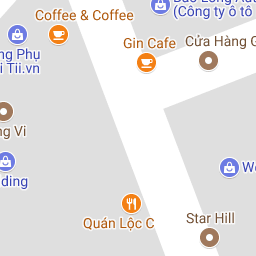 Coffee & Coffee
(Công ty ô tô
Gin Cafe
Cửa Hàng G
ng Phụ
i Tii.vn
ng Vi
ding
W
Quán Lộc C
Star Hill